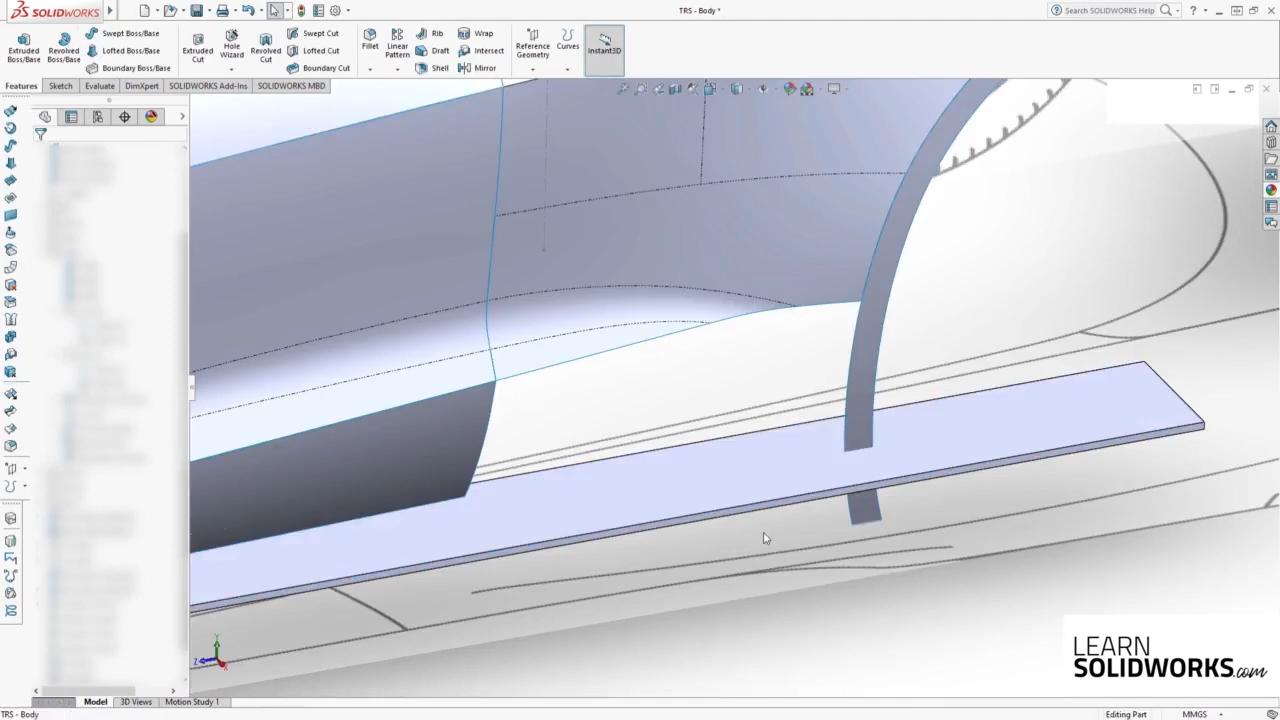 SOLIDWORKS
TRS - Body *
Search SOLIDWORKS Help
Extruded Boss/Base
Revolved Boss/Base
Swept Boss/Base
Lofted Boss/Base
Boundary Boss/Base
Extruded Cut
Hole Wizard
Revolved Cut
Swept Cut
Lofted Cut
Boundary Cut
Fillet
Linear Pattern
Rib
Draft
Shell
Wrap
Intersect
Mirror
Reference Geometry
Curves
Instant3D
Features
Sketch
Evaluate
DimXpert
SOLIDWORKS Add-Ins
SOLIDWORKS MBD
Y
Z
X
LEARN
SOLIDWORKS.com
Model
3D Views
Motion Study 1
TRS - Body
Editing Part
MMGS